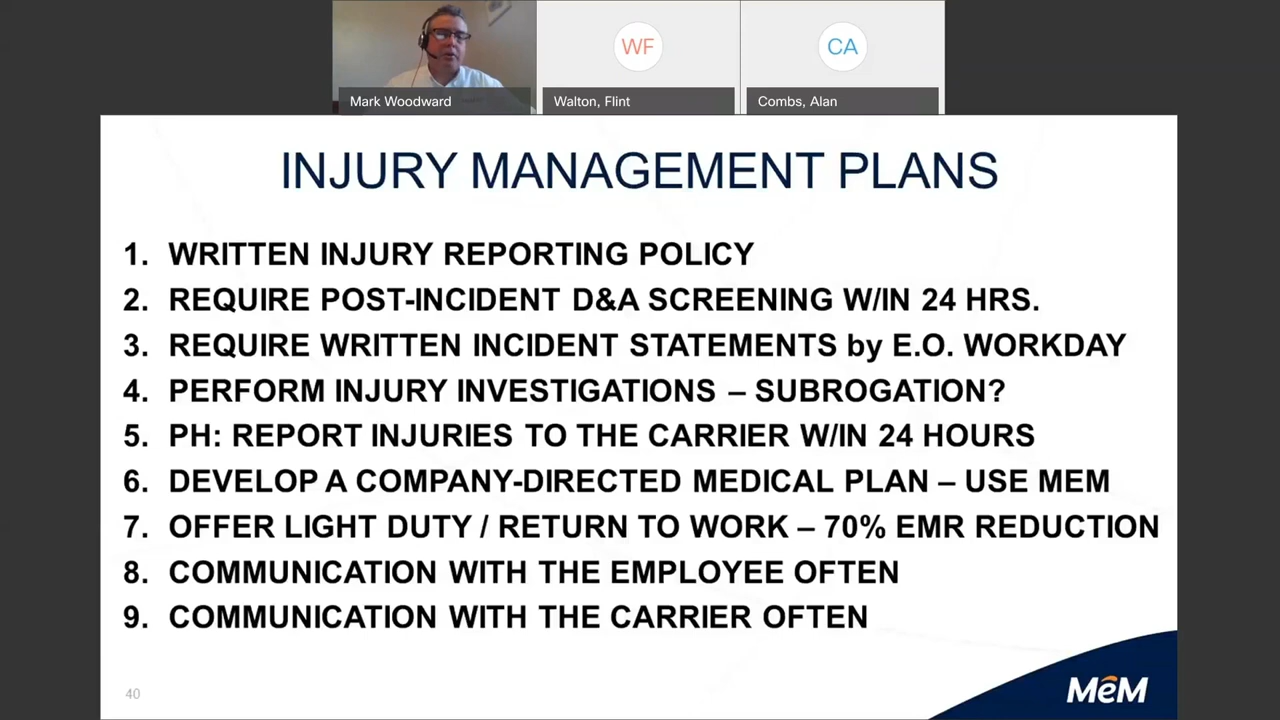 WF
CA
Mark Woodward
Walton, Flint
Combs, Alan
INJURY MANAGEMENT PLANS
1. WRITTEN INJURY REPORTING POLICY
2. REQUIRE POST-INCIDENT D&A SCREENING W/IN 24 HRS.
3. REQUIRE WRITTEN INCIDENT STATEMENTS by E.O. WORKDAY
4. PERFORM INJURY INVESTIGATIONS – SUBROGATION?
5. PH: REPORT INJURIES TO THE CARRIER W/IN 24 HOURS
6. DEVELOP A COMPANY-DIRECTED MEDICAL PLAN – USE MEM
7. OFFER LIGHT DUTY / RETURN TO WORK – 70% EMR REDUCTION
8. COMMUNICATION WITH THE EMPLOYEE OFTEN
9. COMMUNICATION WITH THE CARRIER OFTEN
40
MeM